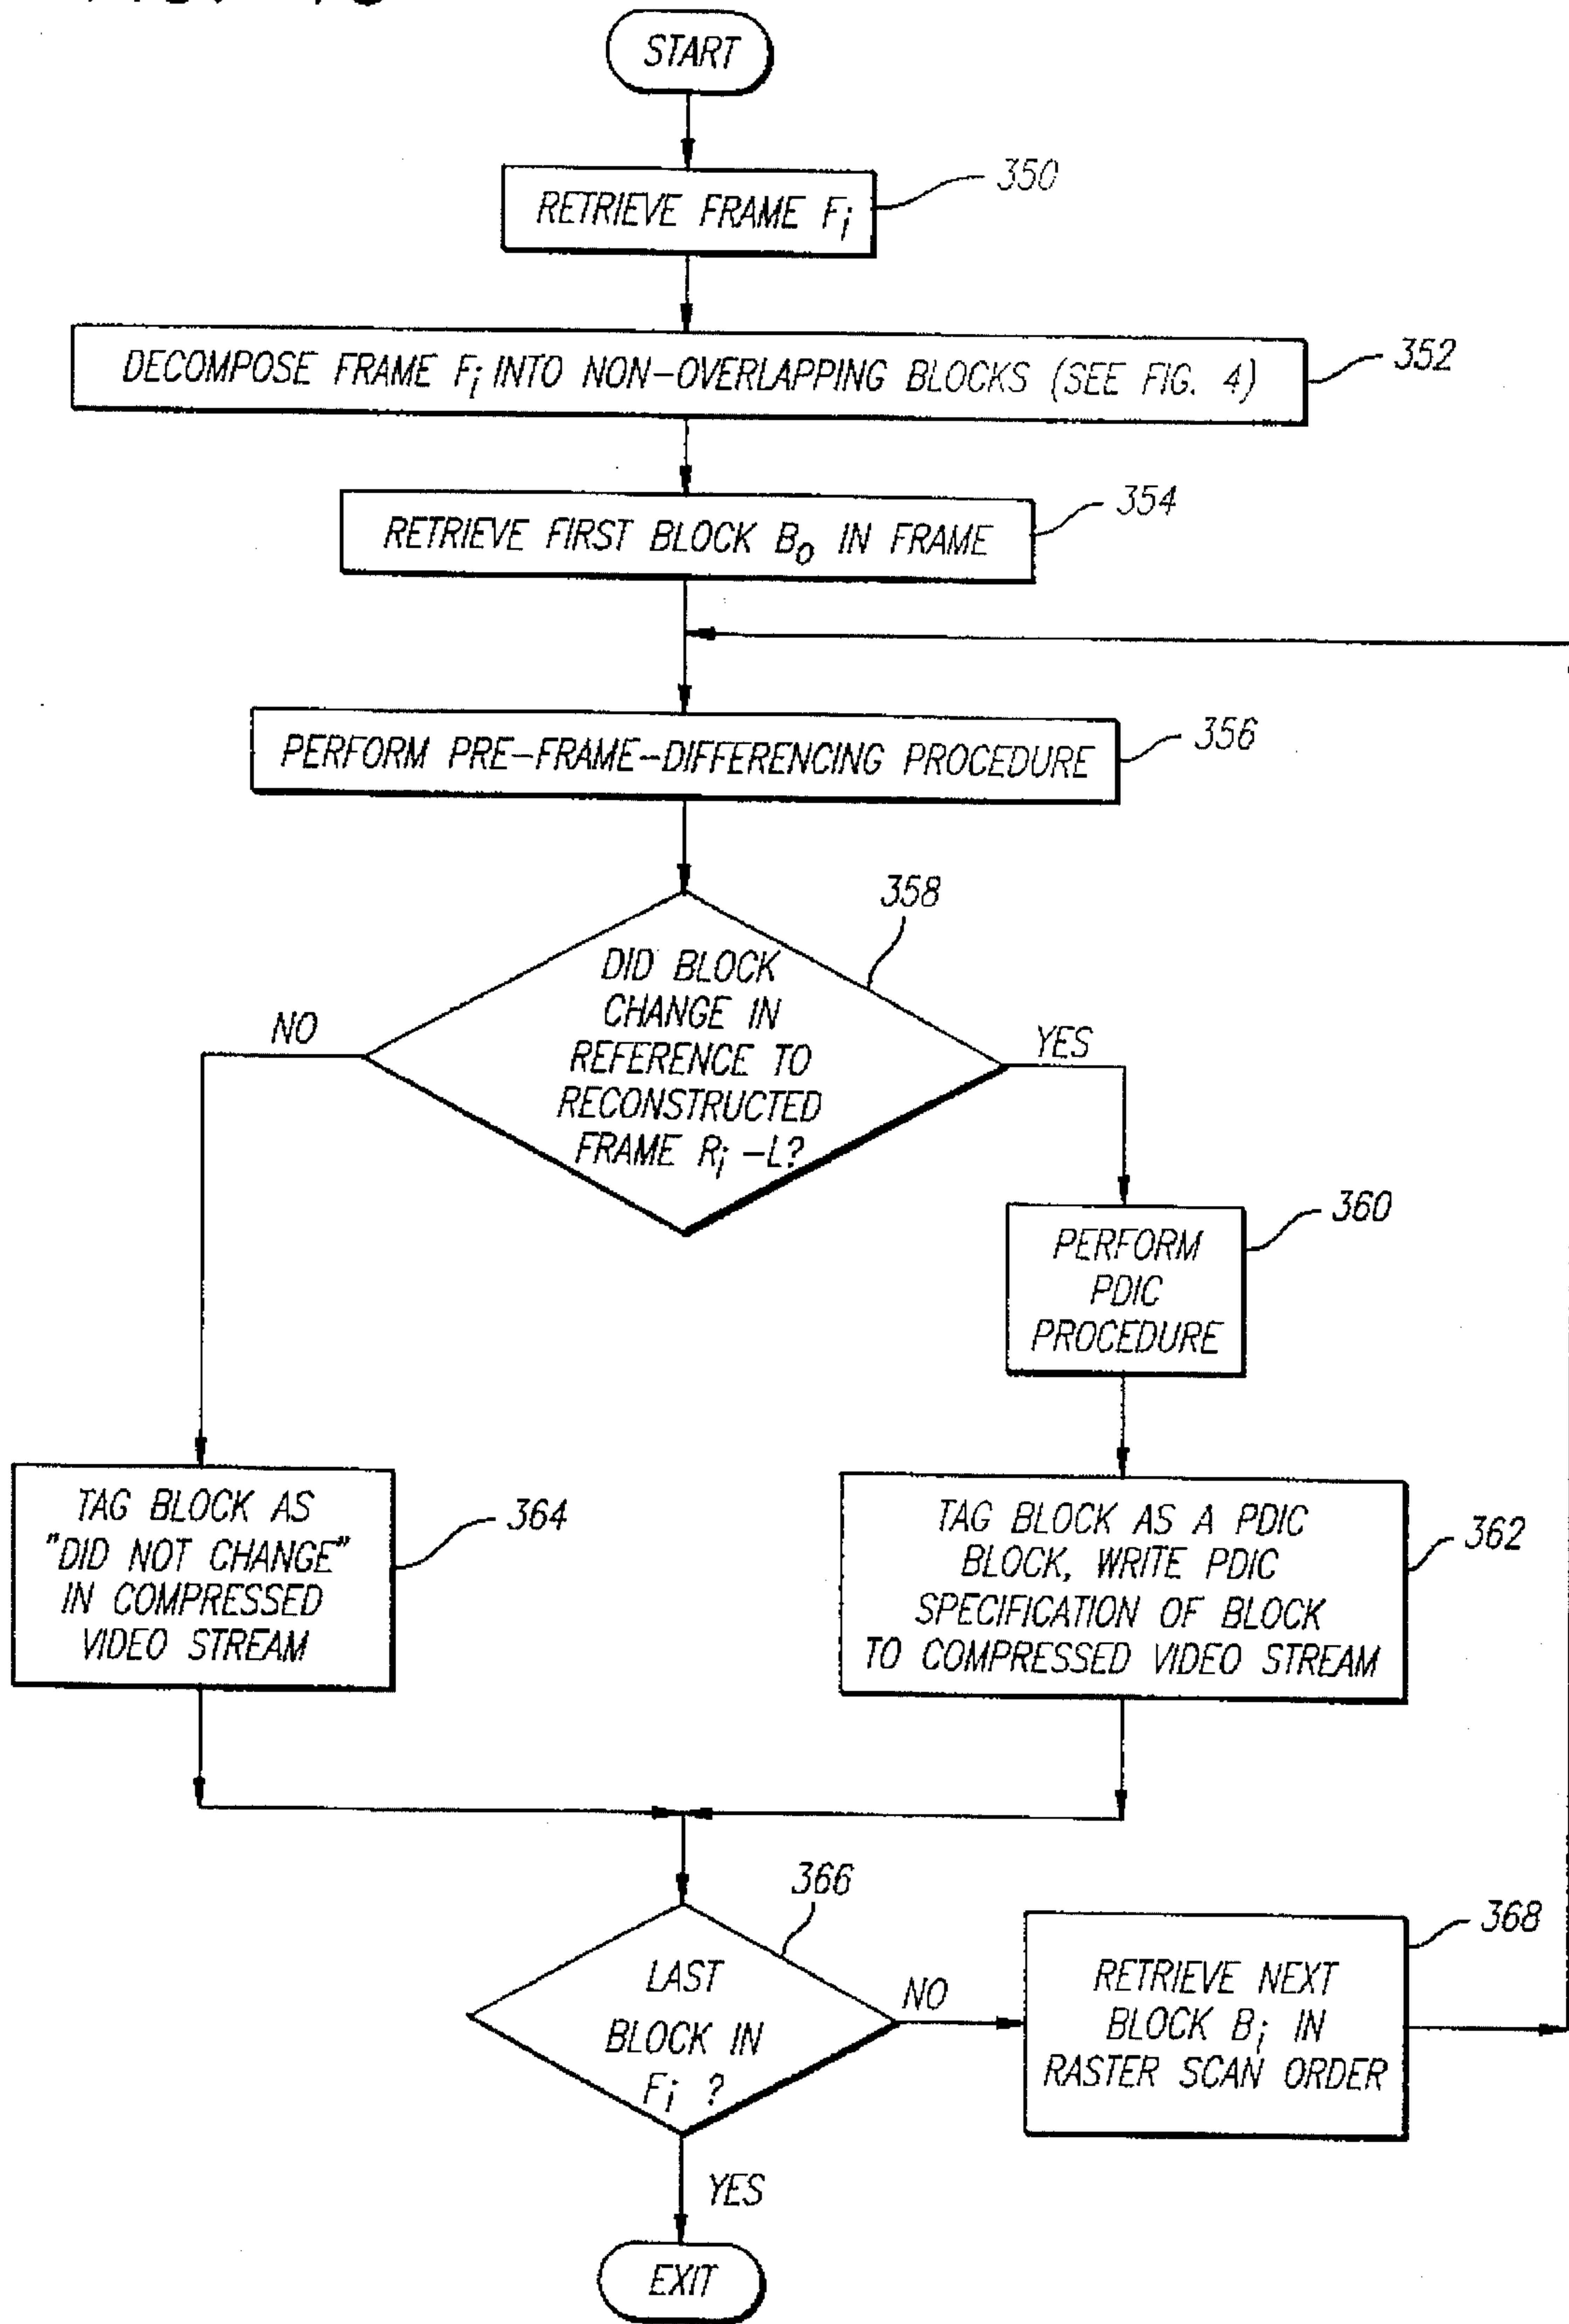 START
RETRIEVE FRAME Fi
350
DECOMPOSE FRAME Fi INTO NON-OVERLAPPING BLOCKS (SEE FIG. 4)
352
RETRIEVE FIRST BLOCK B0 IN FRAME
354
PERFORM PRE-FRAME-DIFFERENCING PROCEDURE
356
358
DID BLOCK
CHANGE IN
REFERENCE TO
RECONSTRUCTED
FRAME Ri -L?
NO
YES
PERFORM
PDIC
PROCEDURE
360
TAG BLOCK AS
"DID NOT CHANGE"
IN COMPRESSED
VIDEO STREAM
364
TAG BLOCK AS A PDIC
BLOCK, WRITE PDIC
SPECIFICATION OF BLOCK
TO COMPRESSED VIDEO STREAM
362
366
LAST
BLOCK IN
Fi ?
NO
RETRIEVE NEXT
BLOCK Bi IN
RASTER SCAN ORDER
368
YES
EXIT